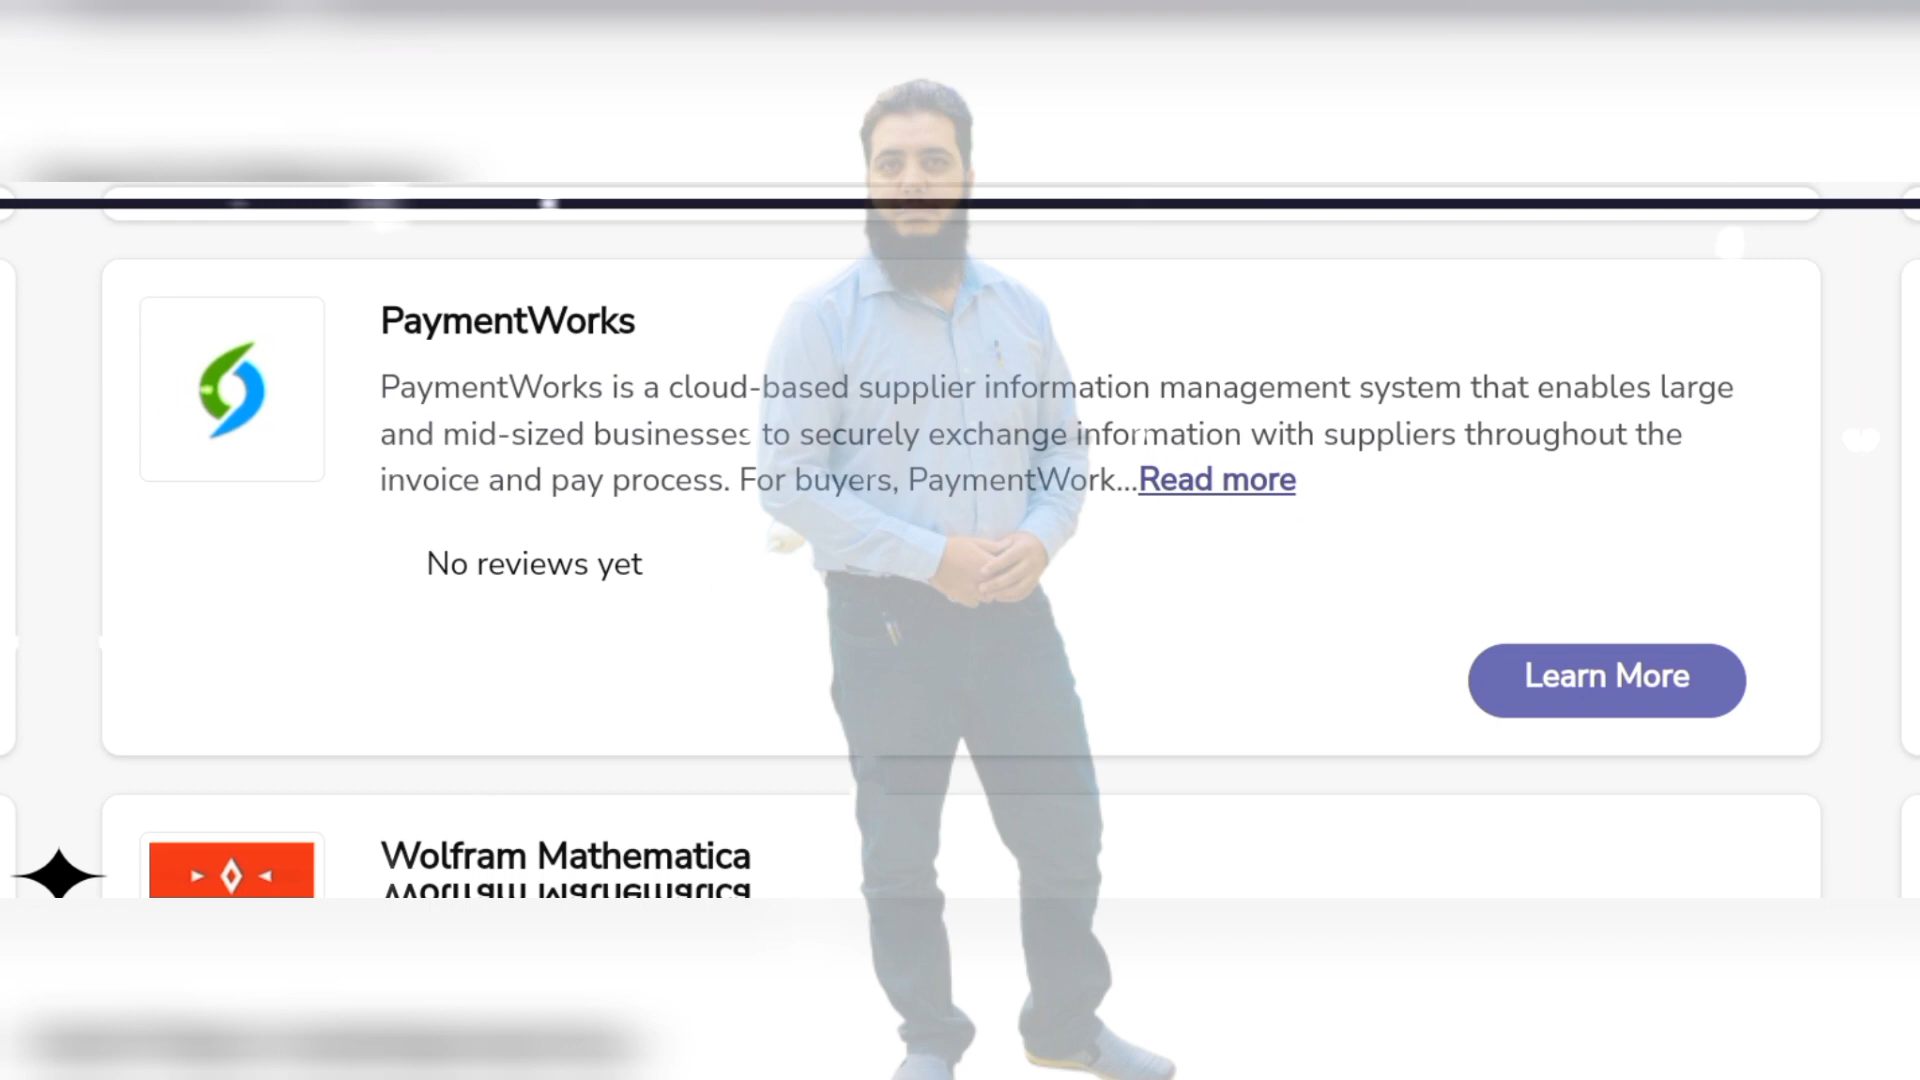 PaymentWorks
PaymentWorks is a cloud-based supplier information management system that enables large
and mid-sized businesses to securely exchange information with suppliers throughout the
invoice and pay process. For buyers, PaymentWork...Read more
No reviews yet
Learn More
Wolfram Mathematica